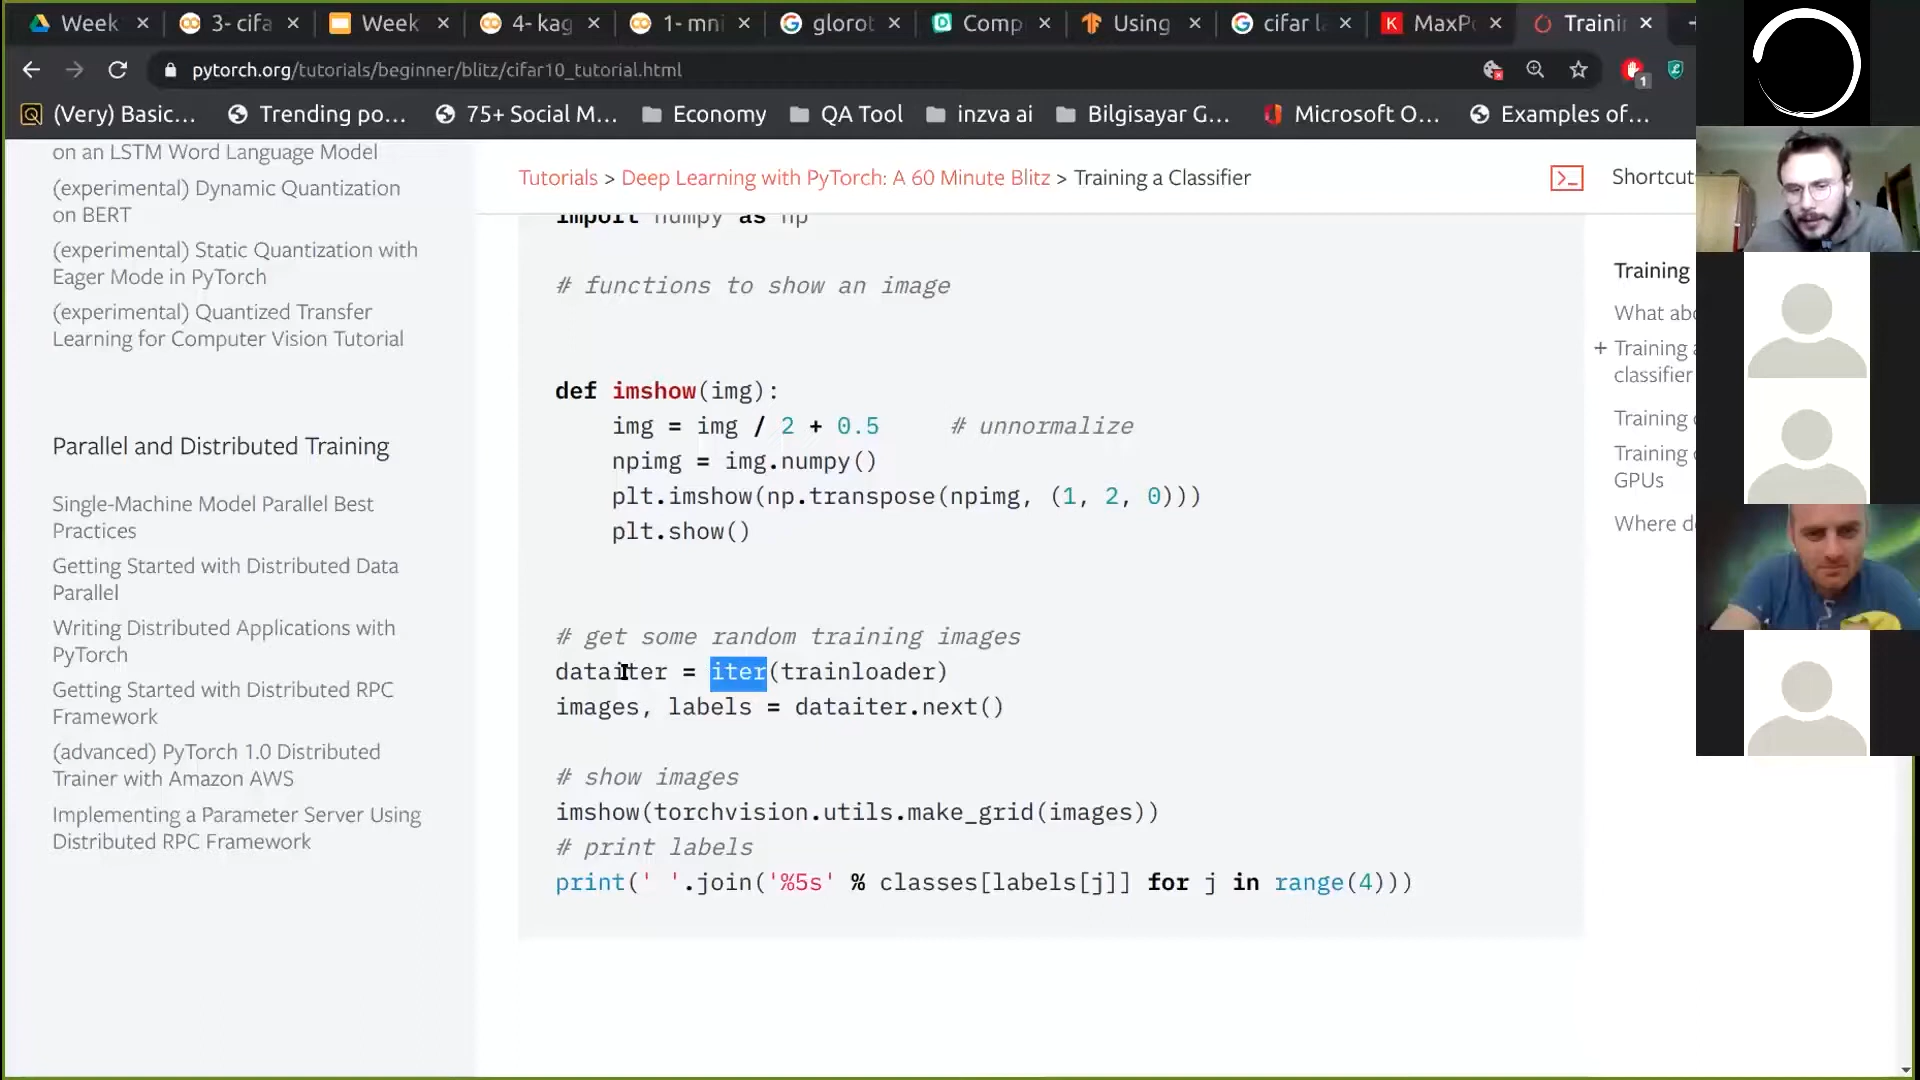 Week
3- cifa
Week
4- kag
1- mni
glorot
Comp
Using
cifar l
K MaxPo
Trainin
pytorch.org/tutorials/beginner/blitz/cifar10_tutorial.html
1
(Very) Basic...
Trending po...
75+ Social M...
Economy
QA Tool
inzva ai
Bilgisayar G...
Microsoft O...
Examples of...
on an LSTM Word Language Model
(experimental) Dynamic Quantization
on BERT
(experimental) Static Quantization with
Eager Mode in PyTorch
(experimental) Quantized Transfer
Learning for Computer Vision Tutorial
Parallel and Distributed Training
Single-Machine Model Parallel Best
Practices
Getting Started with Distributed Data
Parallel
Writing Distributed Applications with
PyTorch
Getting Started with Distributed RPC
Framework
(advanced) PyTorch 1.0 Distributed
Trainer with Amazon AWS
Implementing a Parameter Server Using
Distributed RPC Framework
Tutorials > Deep Learning with PyTorch: A 60 Minute Blitz > Training a Classifier
Shortcut
import numpy as np
# functions to show an image
def imshow(img):
img = img / 2 + 0.5 # unnormalize
npimg = img.numpy()
plt.imshow(np.transpose(npimg, (1, 2, 0)))
plt.show()
# get some random training images
dataiter = iter(trainloader)
images, labels = dataiter.next()
# show images
imshow(torchvision.utils.make_grid(images))
# print labels
print(' '.join('%5s' % classes[labels[j]] for j in range(4)))
Training
What abo
+ Training a
classifier
Training o
Training o
GPUs
Where do